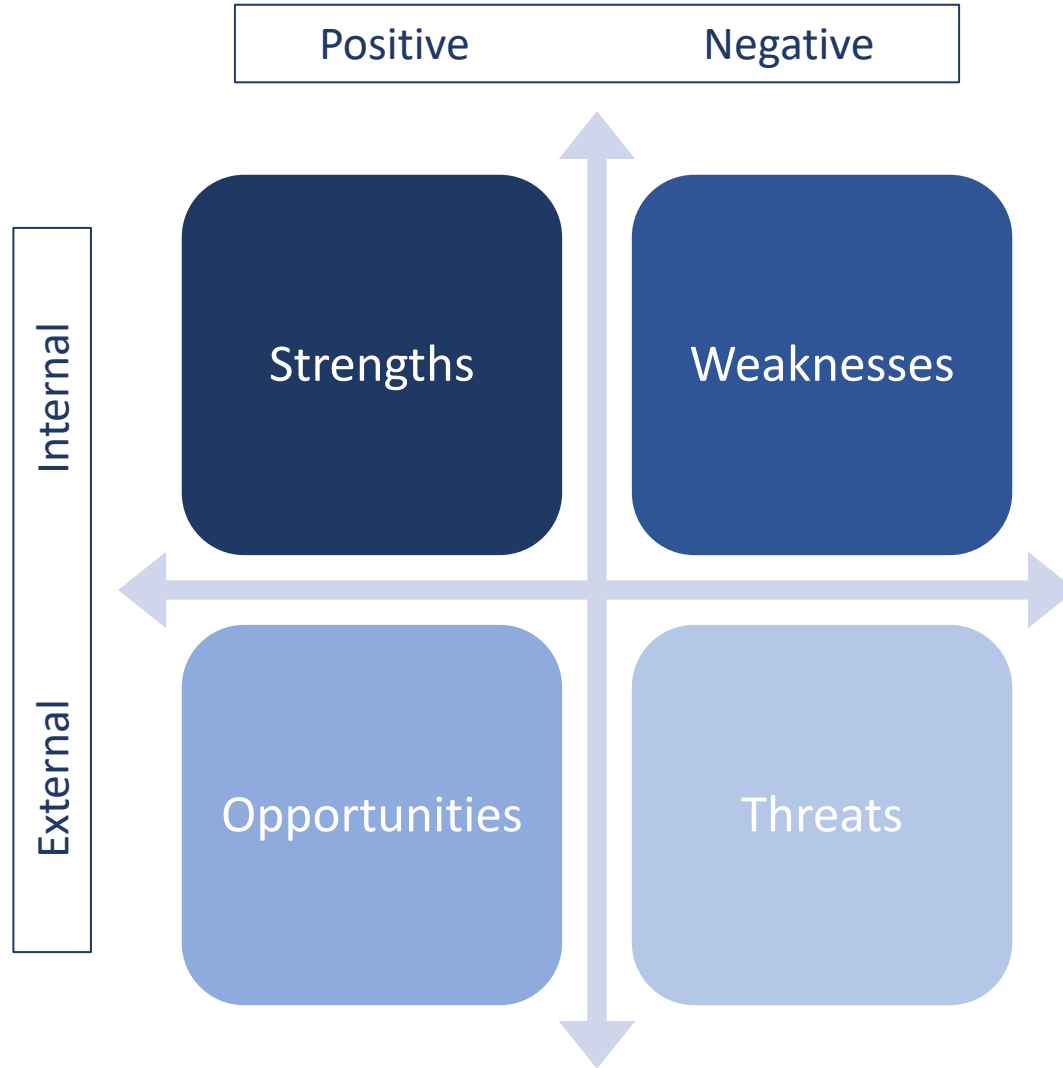 Positive Negative
Internal
Strengths Weaknesses
External
Opportunities Threats